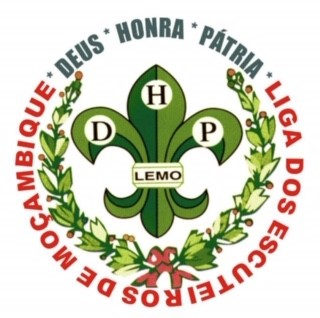 * DEUS * HONRA * PÁTRIA *
LIGA DOS ESCUTEIROS DE MOÇAMBIQUE
H
D P
LEMO